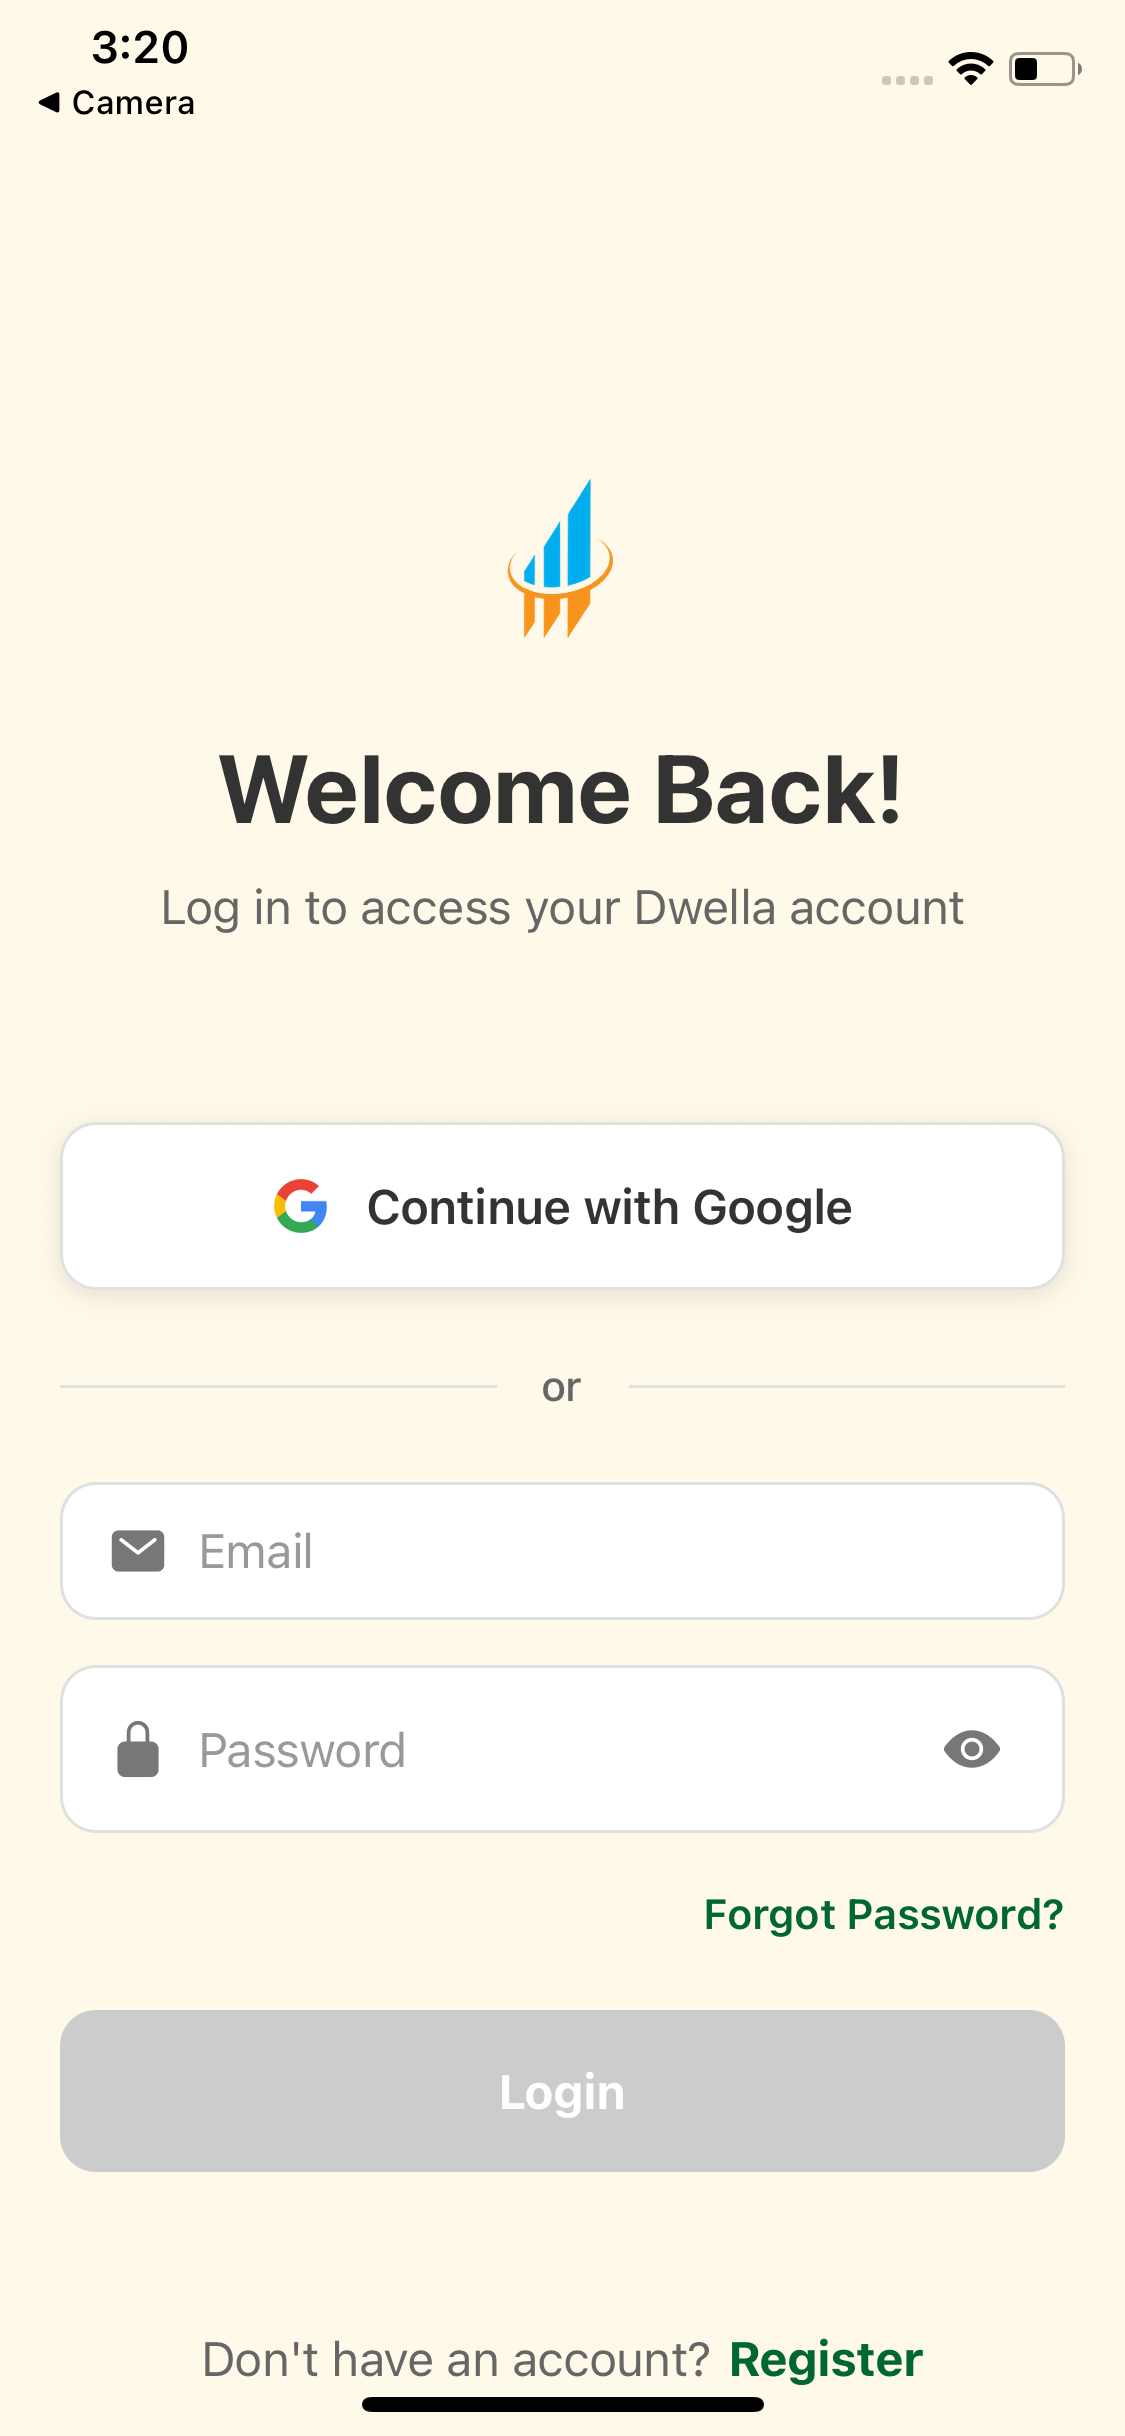 3:20
Camera
Welcome Back!
Log in to access your Dwella account
Continue with Google
or
Email
Password
Forgot Password?
Login
Don't have an account? Register